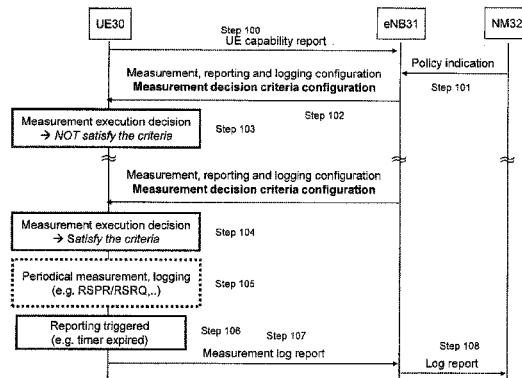 UE30
eNB31
NM32
Step 100
UE capability report
Policy indication
Step 101
Measurement, reporting and logging configuration
Measurement decision criteria configuration
Step 102
Measurement execution decision
→ NOT satisfy the criteria
Step 103
≈
≈
≈
Measurement, reporting and logging configuration
Measurement decision criteria configuration
Measurement execution decision
→ Satisfy the criteria
Step 104
Periodical measurement, logging
(e.g. RSPR/RSRQ,..)
Step 105
Reporting triggered
(e.g. timer expired)
Step 106
Step 107
Measurement log report
Step 108
Log report